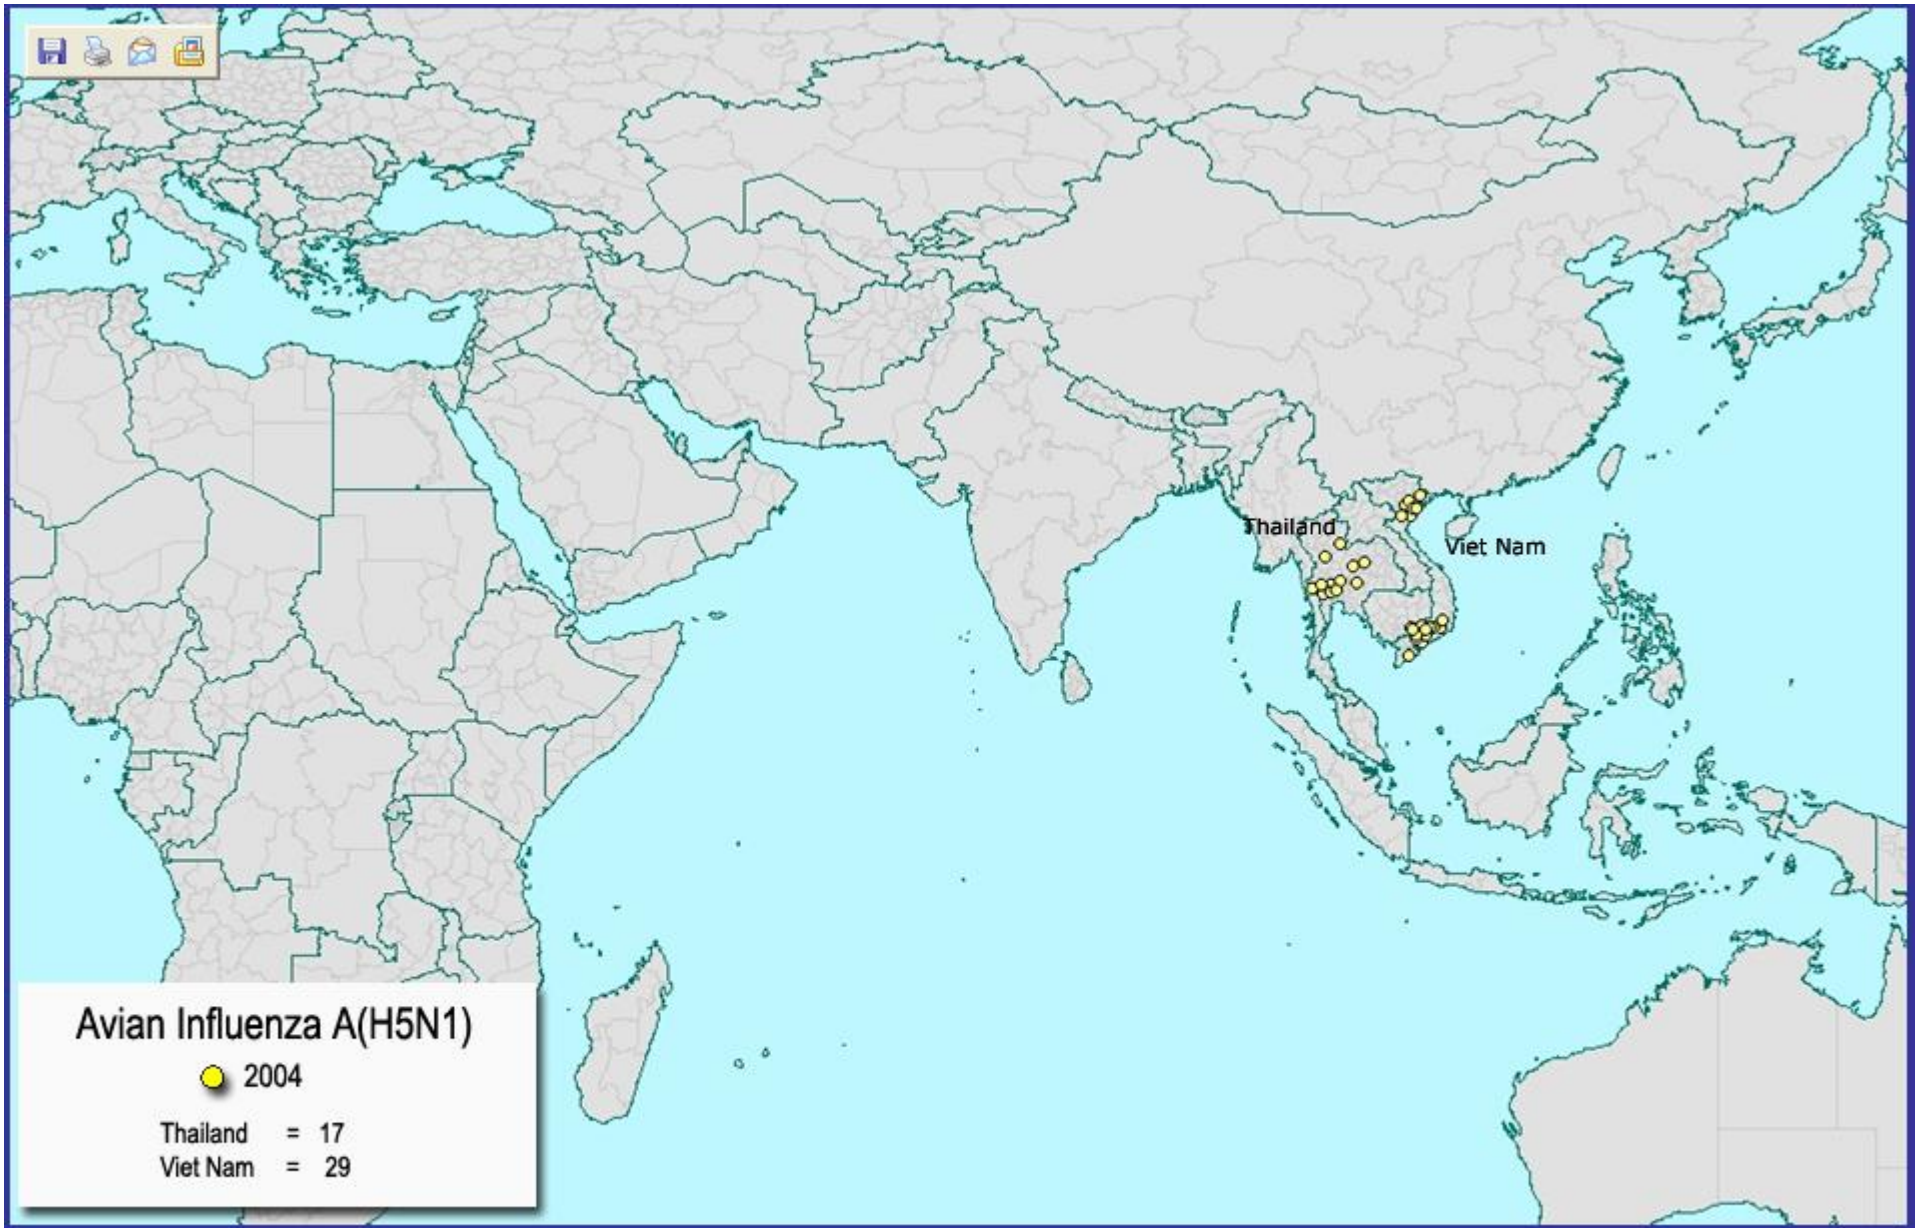 Thailand
Viet Nam
Avian Influenza A(H5N1)
2004
Thailand = 17
Viet Nam = 29